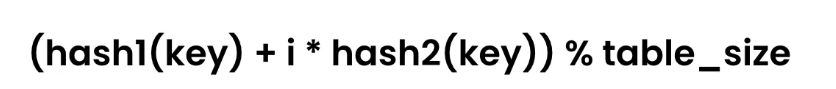 (hash1(key) + i * hash2(key)) % table_size